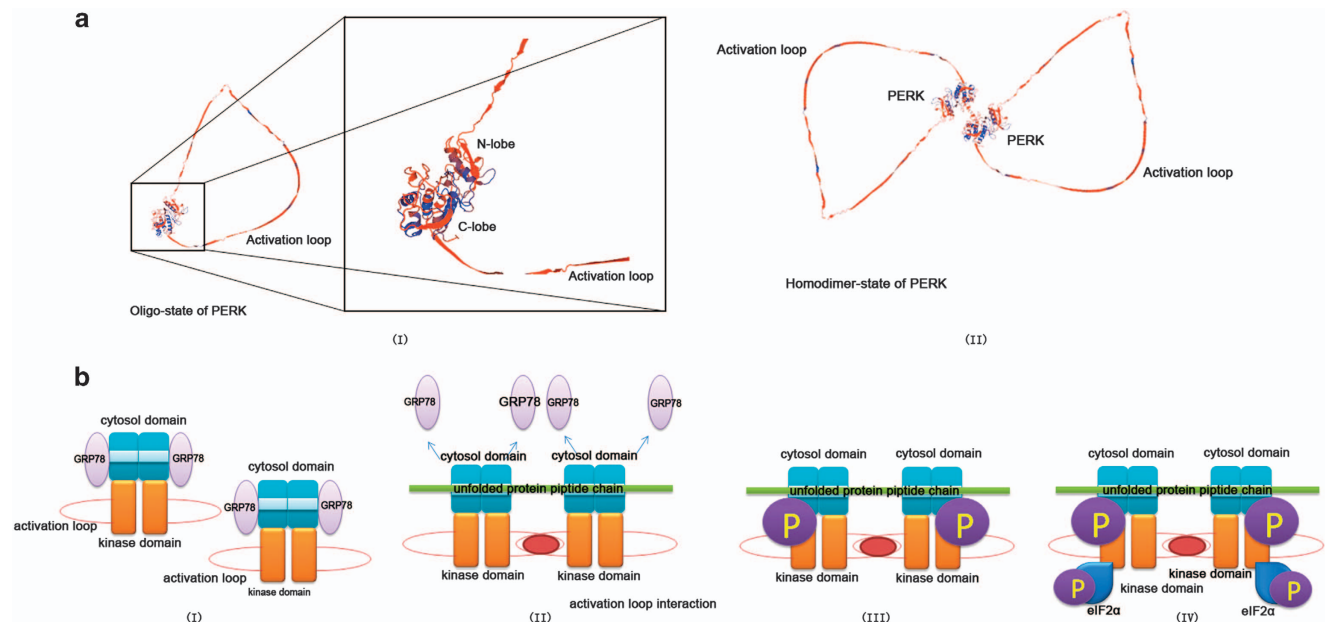 a
Activation loop
PERK
PERK
Activation loop
N-lobe
C-lobe
Activation loop
Activation loop
Oligo-state of PERK
Homodimer-state of PERK
(I)
(II)
b
cytosol domain
GRP78
GRP78
activation loop
kinase domain
cytosol domain
GRP78
GRP78
activation loop
kinase domain
(I)
GRP78
GRP78
GRP78
GRP78
cytosol domain
cytosol domain
unfolded protein piptide chain
kinase domain
kinase domain
activation loop interaction
(II)
cytosol domain
cytosol domain
unfolded protein piptide chain
P
P
kinase domain
kinase domain
(III)
cytosol domain
cytosol domain
unfolded protein piptide chain
P
P
kinase domain
kinase domain
P
P
eIF2α
eIF2α
(IV)